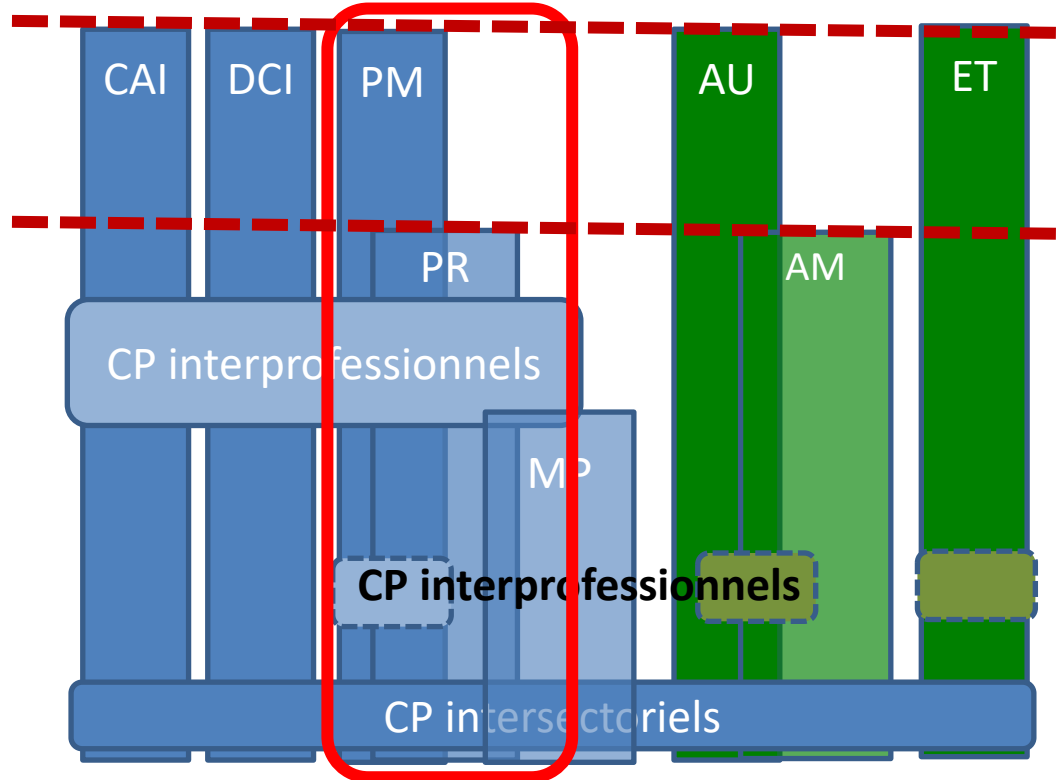 CAI DCI PM AU ET
PR AM
CP interprofessionnels
MP
CP interprofessionnels
CP intersectoriels